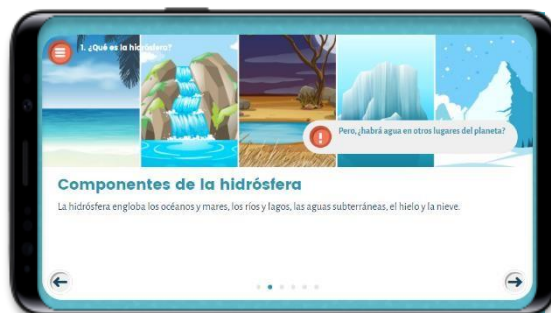 1. ¿Qué es la hidrósfera?
Pero, ¿habrá agua en otros lugares del planeta?
Componentes de la hidrósfera
La hidrósfera engloba los océanos y mares, los ríos y lagos, las aguas subterráneas, el hielo y la nieve.